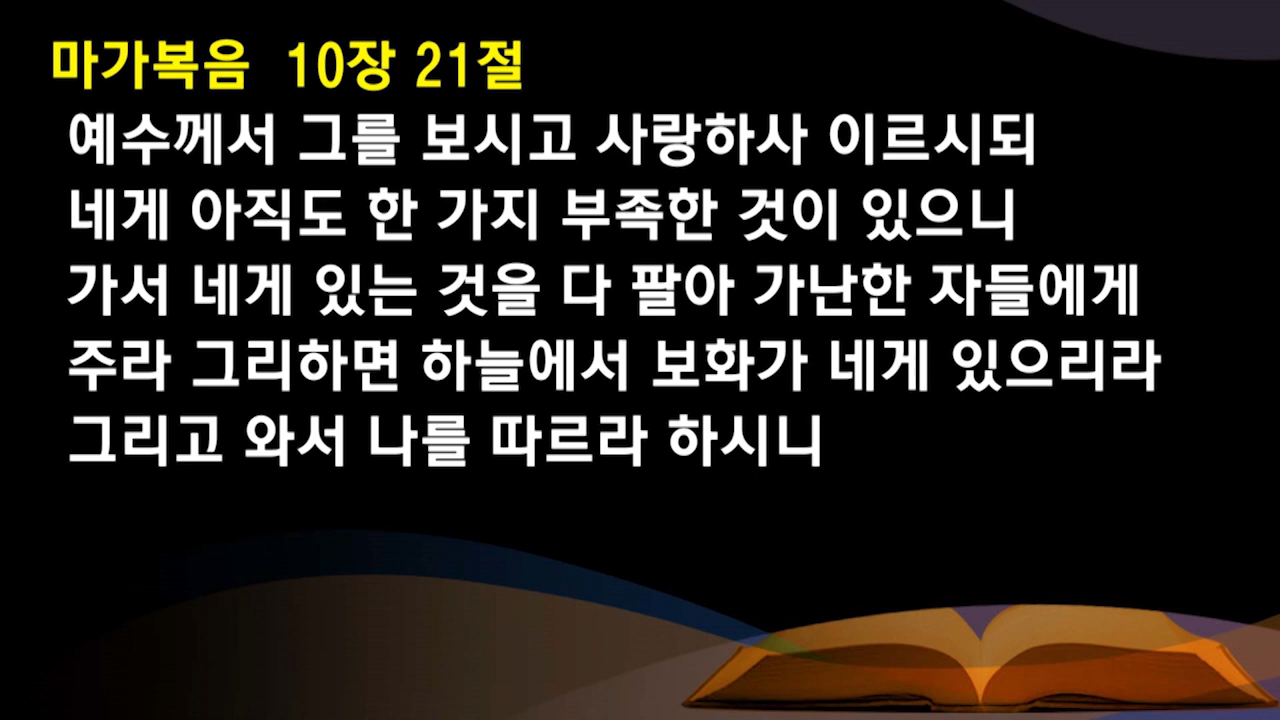 마가복음 10장 21절
예수께서 그를 보시고 사랑하사 이르시되
네게 아직도 한 가지 부족한 것이 있으니
가서 네게 있는 것을 다 팔아 가난한 자들에게
주라 그리하면 하늘에서 보화가 네게 있으리라
그리고 와서 나를 따르라 하시니